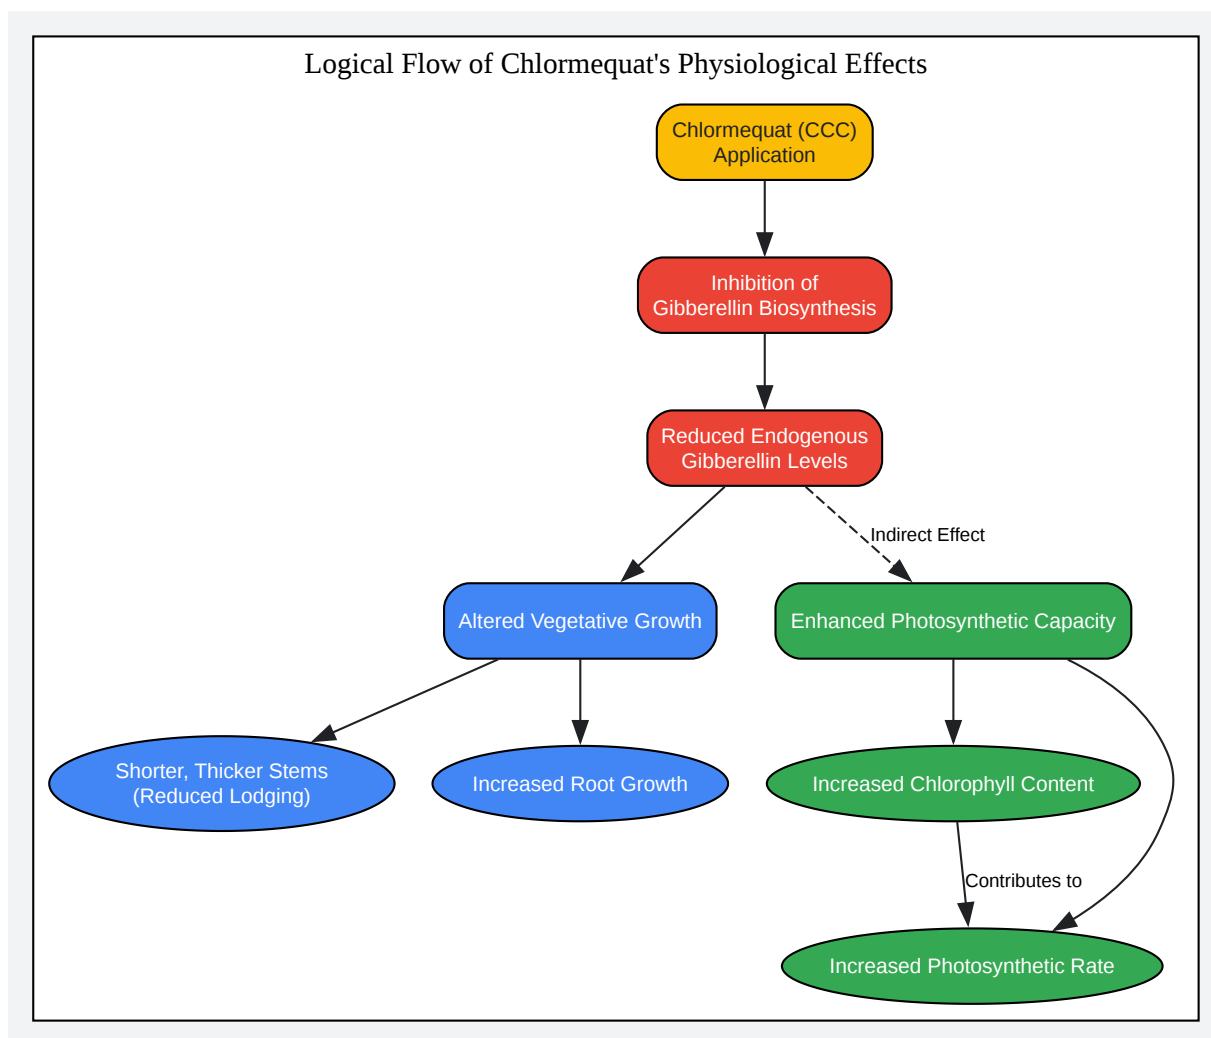 Logical Flow of Chlormequat's Physiological Effects
Chlormequat (CCC)
Application
Inhibition of
Gibberellin Biosynthesis
Reduced Endogenous
Gibberellin Levels
Indirect Effect
Altered Vegetative Growth
Enhanced Photosynthetic Capacity
Shorter, Thicker Stems
(Reduced Lodging)
Increased Root Growth
Increased Chlorophyll Content
Contributes to
Increased Photosynthetic Rate